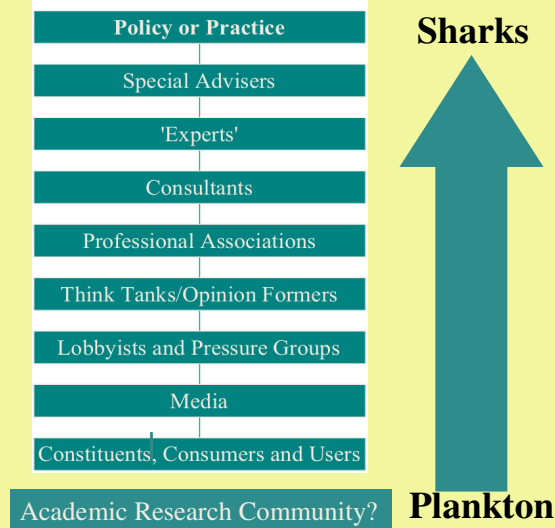 Policy or Practice
Sharks
Special Advisers
'Experts'
Consultants
Professional Associations
Think Tanks/Opinion Formers
Lobbyists and Pressure Groups
Media
Constituents, Consumers and Users
Academic Research Community?
Plankton